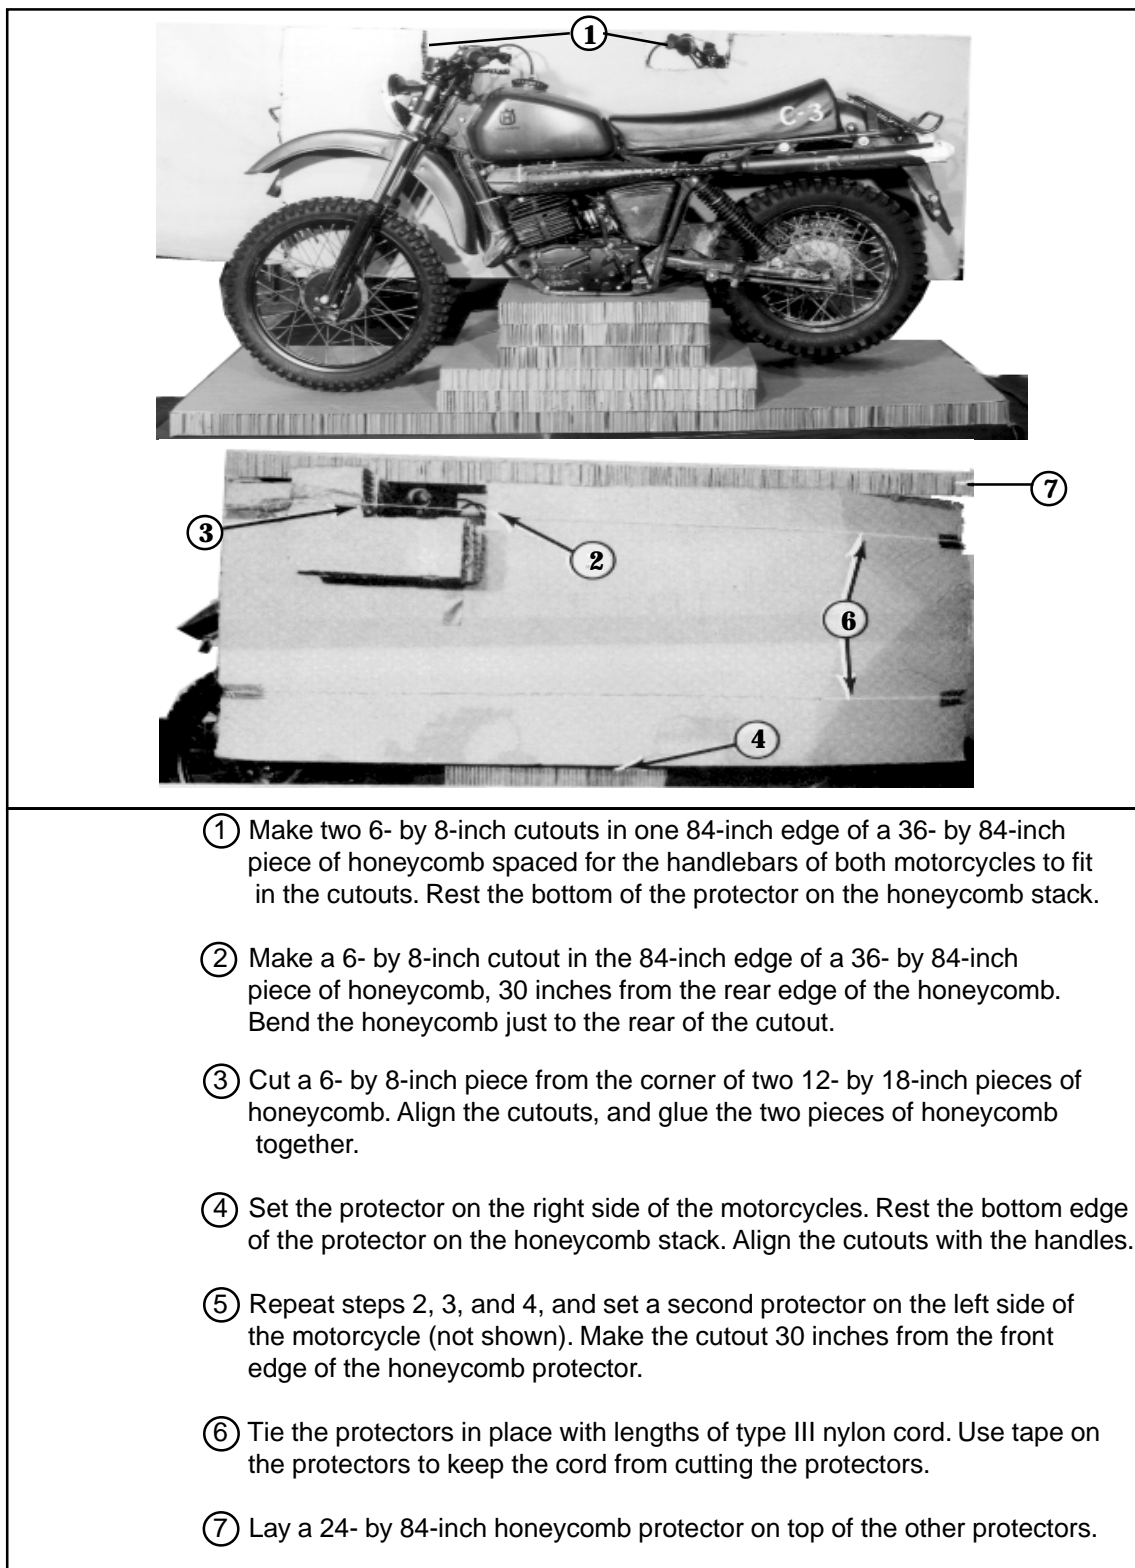 1
C-3
H
3
2
7
6
4
1 Make two 6- by 8-inch cutouts in one 84-inch edge of a 36- by 84-inch
piece of honeycomb spaced for the handlebars of both motorcycles to fit
in the cutouts. Rest the bottom of the protector on the honeycomb stack.
2 Make a 6- by 8-inch cutout in the 84-inch edge of a 36- by 84-inch
piece of honeycomb, 30 inches from the rear edge of the honeycomb.
Bend the honeycomb just to the rear of the cutout.
3 Cut a 6- by 8-inch piece from the corner of two 12- by 18-inch pieces of
honeycomb. Align the cutouts, and glue the two pieces of honeycomb
together.
4 Set the protector on the right side of the motorcycles. Rest the bottom edge
of the protector on the honeycomb stack. Align the cutouts with the handles.
5 Repeat steps 2, 3, and 4, and set a second protector on the left side of
the motorcycle (not shown). Make the cutout 30 inches from the front
edge of the honeycomb protector.
6 Tie the protectors in place with lengths of type III nylon cord. Use tape on
the protectors to keep the cord from cutting the protectors.
7 Lay a 24- by 84-inch honeycomb protector on top of the other protectors.